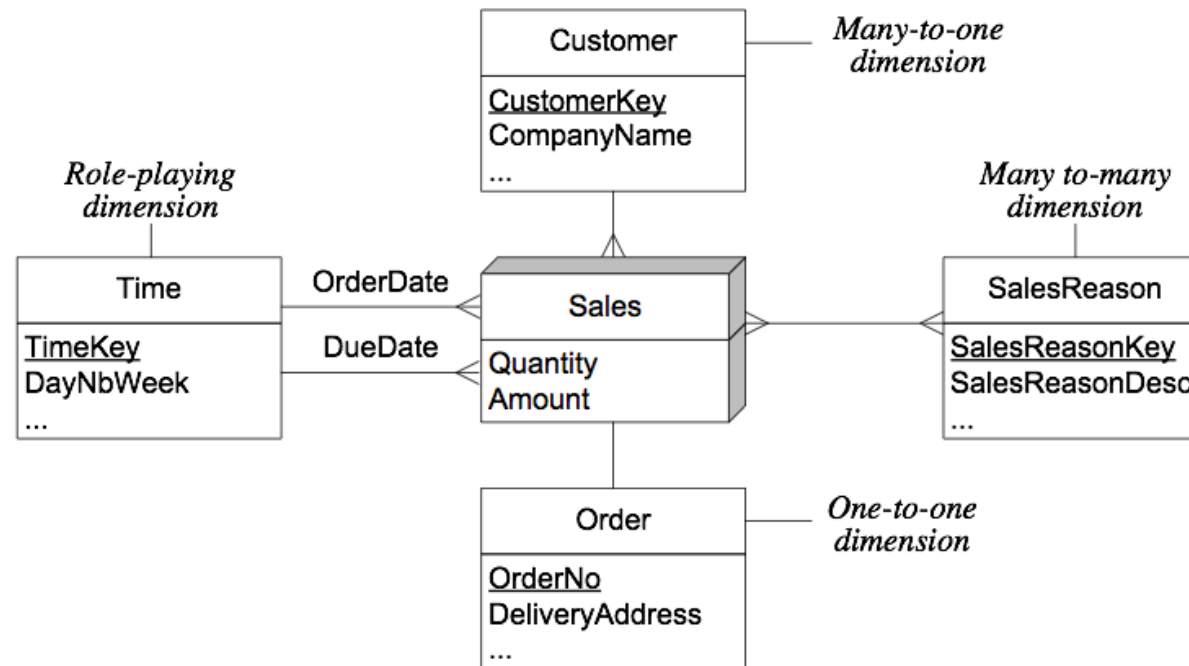 Customer
CustomerKey
CompanyName
...
Many-to-one
dimension
Role-playing
dimension
Time
TimeKey
DayNbWeek
...
OrderDate
DueDate
Sales
Quantity
Amount
Many to-many
dimension
SalesReason
SalesReasonKey
SalesReasonDesc
...
Order
OrderNo
DeliveryAddress
...
One-to-one
dimension